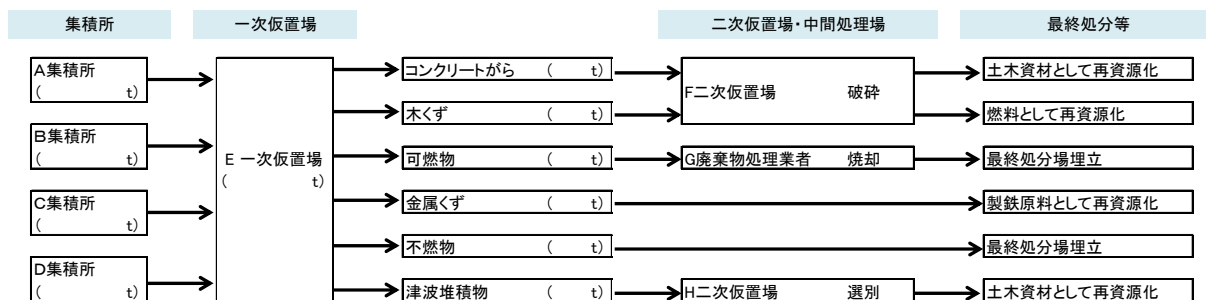 集積所 一次仮置場 二次仮置場・中間処理場 最終処分等
A集積所
( t)
B集積所
( t)
C集積所
( t)
D集積所
( t)
E 一次仮置場
( t)
コンクリートがら ( t)
木くず ( t)
可燃物 ( t)
金属くず ( t)
不燃物 ( t)
津波堆積物 ( t)
F二次仮置場 破砕
G廃棄物処理業者 焼却
H二次仮置場 選別
土木資材として再資源化
燃料として再資源化
最終処分場埋立
製鉄原料として再資源化
最終処分場埋立
土木資材として再資源化